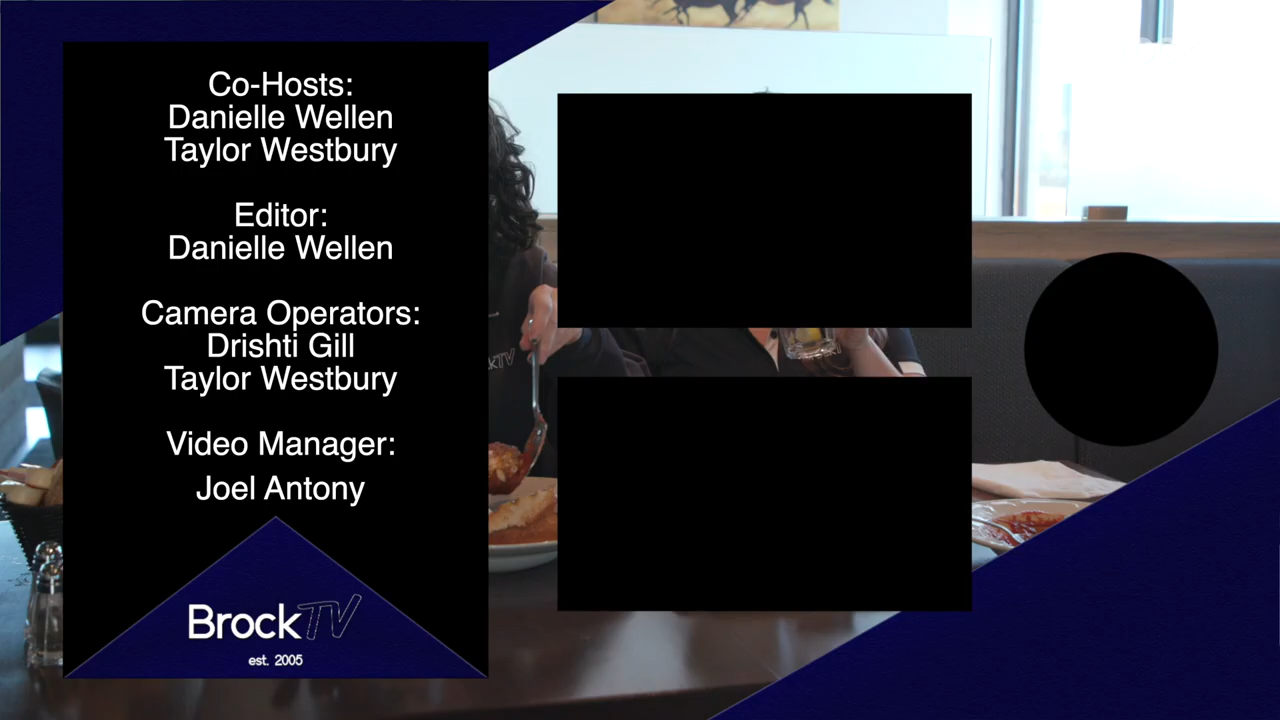 Co-Hosts:
Danielle Wellen
Taylor Westbury
Editor:
Danielle Wellen
Camera Operators:
Drishti Gill
Taylor Westbury
Video Manager:
Joel Antony
BrockTV
est. 2005